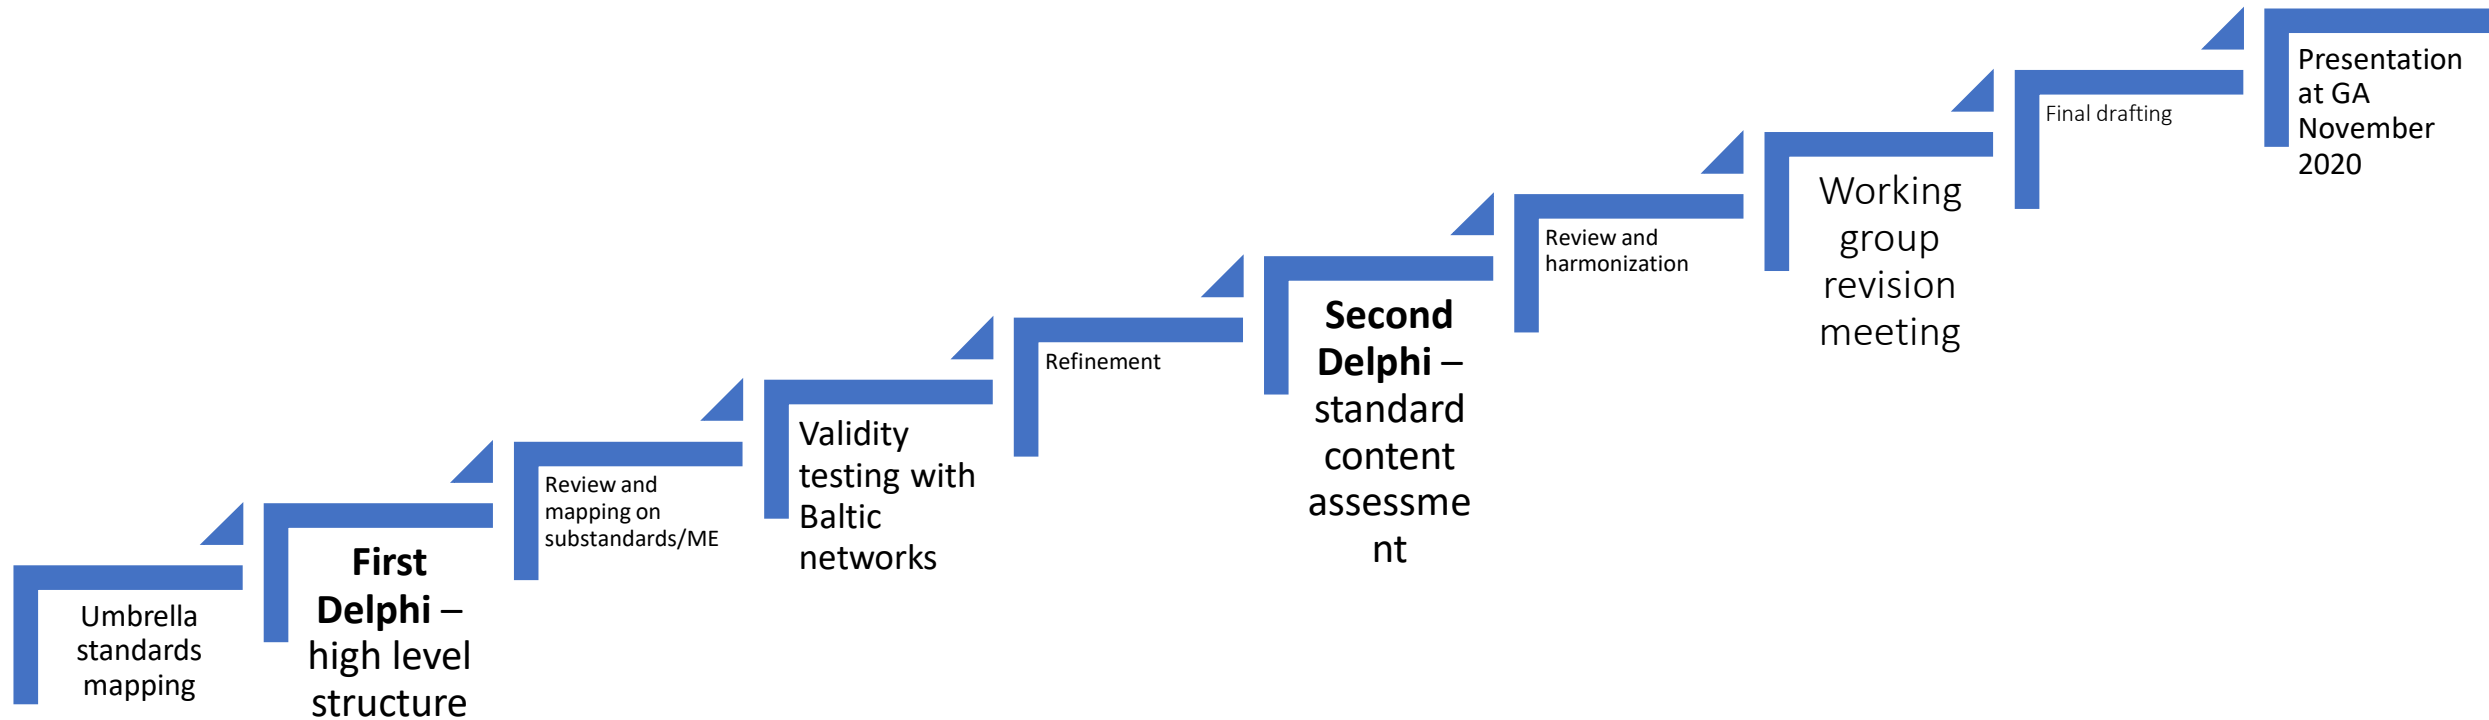 Umbrella
standards
mapping
First
Delphi –
high level
structure
Review and
mapping on
substandards/ME
Validity
testing with
Baltic
networks
Refinement
Second
Delphi –
standard
content
assessme
nt
Review and
harmonization
Working
group
revision
meeting
Final drafting
Presentation
at GA
November
2020